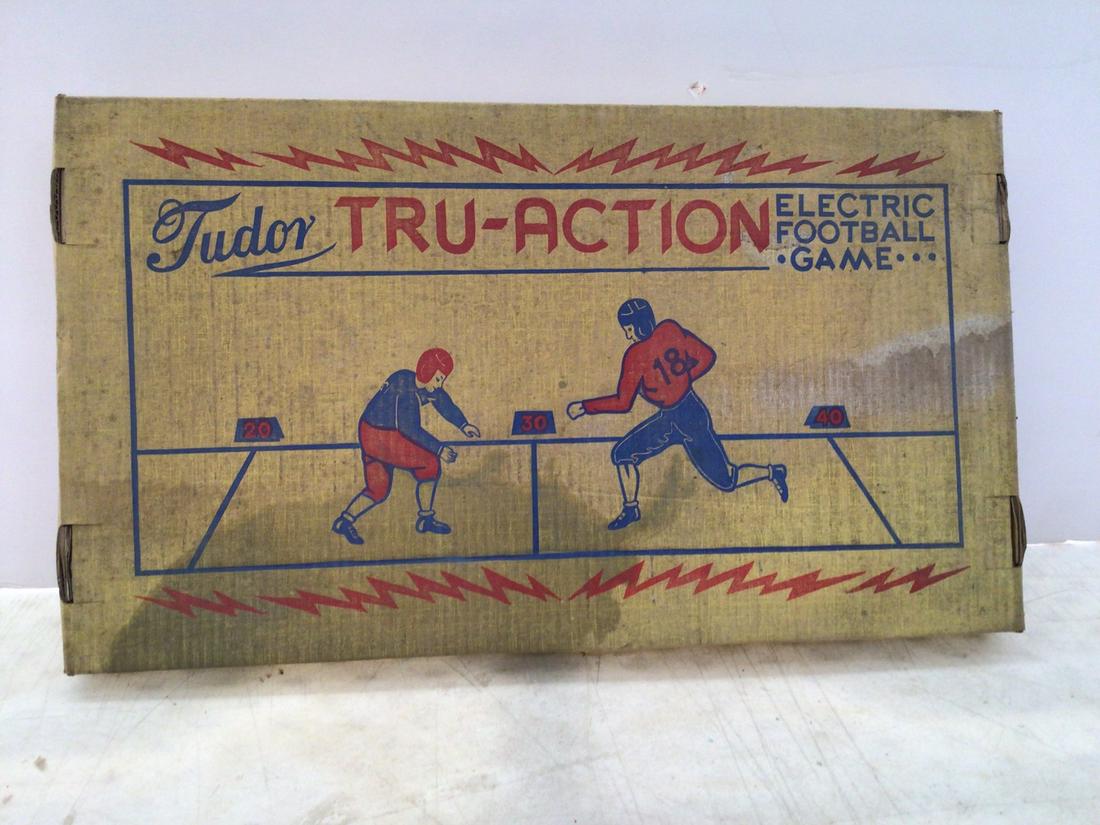 Tudor TRU-ACTION ELECTRIC
FOOTBALL
•GAME•••
18
20 30 40